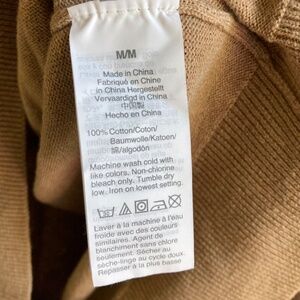 M/M
Made in China
Fabriqué en Chine
In China Hergestellt
Vervaardigd in China
中国製
Hecho en China
100% Cotton/Coton/
Baumwolle/Katoen/
綿/algodón
Machine wash cold with
like colors. Non-chlorine
bleach only. Tumble dry
low. Iron on lowest setting.
Laver à la machine à l'eau
froide avec des couleurs
similaires. Agent de
blanchiment sans chlore
seulement. Sécher au
sèche-linge au cycle doux.
Repasser à la plus basse